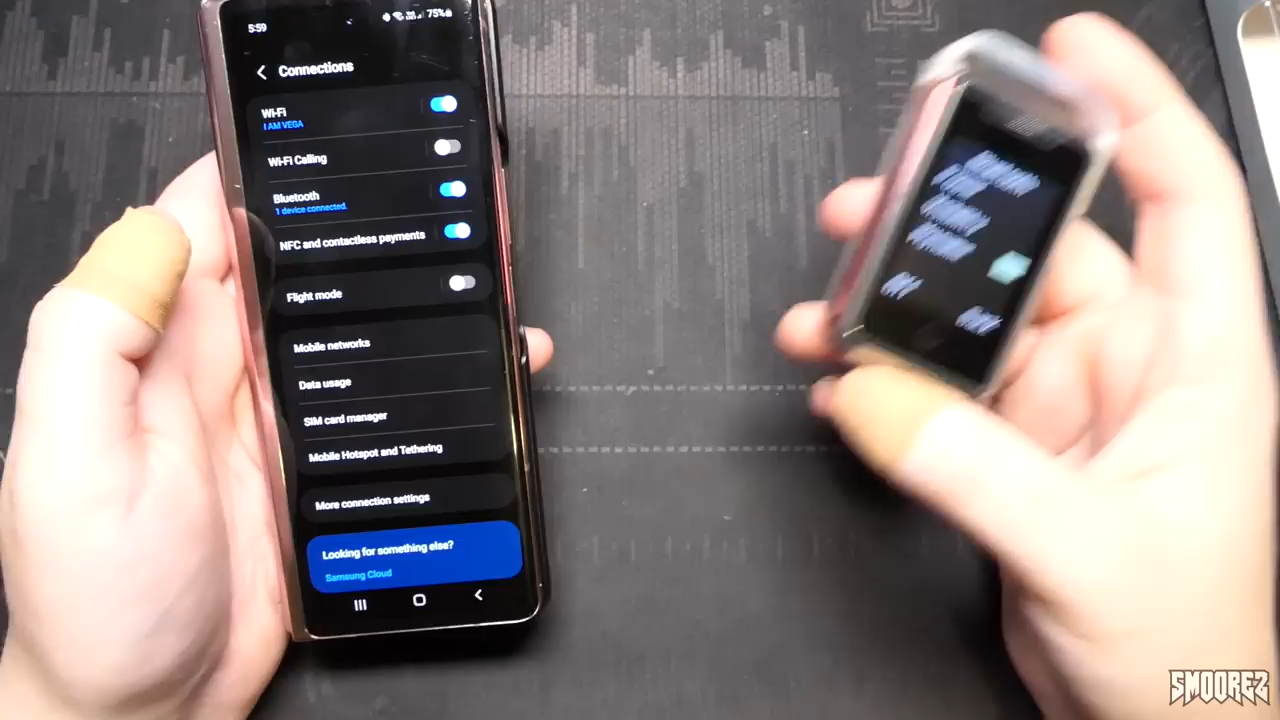 5:59
75%
Connections
Wi-Fi
I AM VEGA
Wi-Fi Calling
Bluetooth
1 device connected.
NFC and contactless payments
Flight mode
Mobile networks
Data usage
SIM card manager
Mobile Hotspot and Tethering
More connection settings
Looking for something else?
Samsung Cloud
SMOOREZ